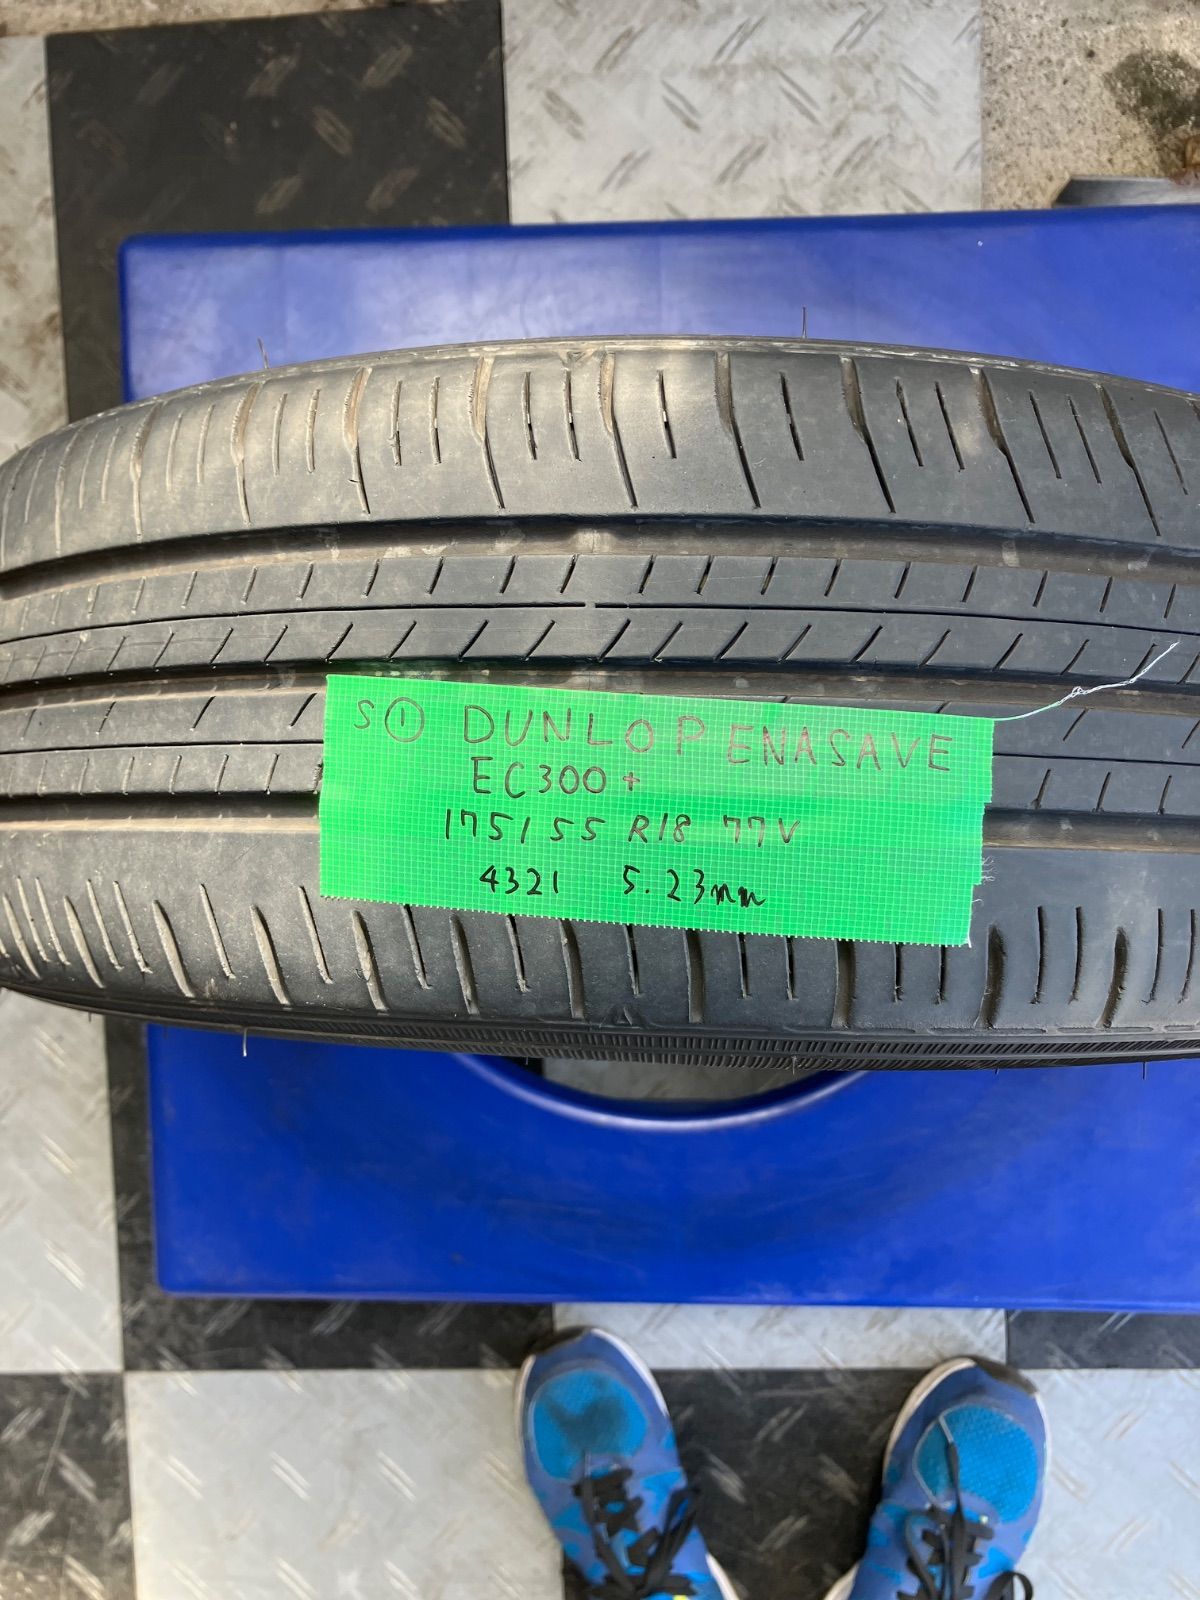 S① DUNLOP ENASAVE
EC300+
175/55 R18 77V
4321 5.23mm